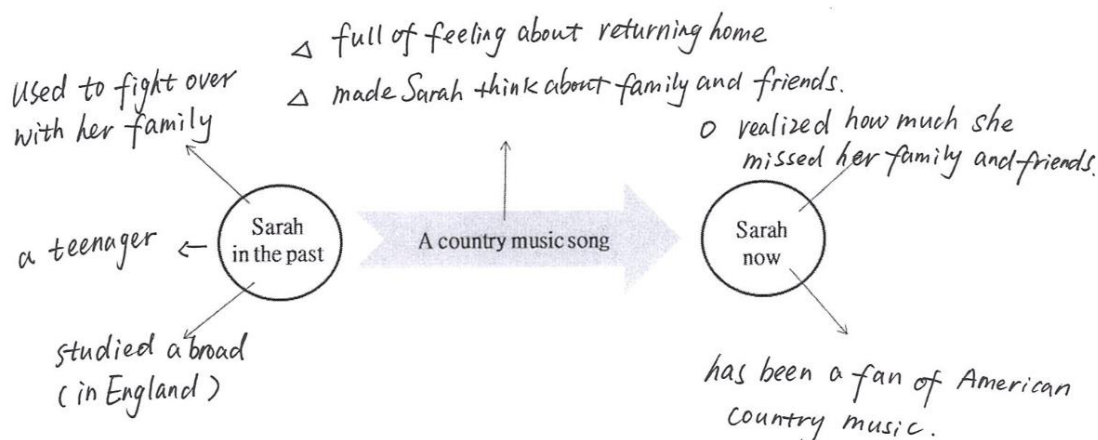 △ full of feeling about returning home
△ made Sarah think about family and friends.
used to fight over
with her family
a teenager
studied abroad
(in England)
Sarah
in the past
A country music song
Sarah
now
o realized how much she
missed her family and friends.
has been a fan of American
country music.